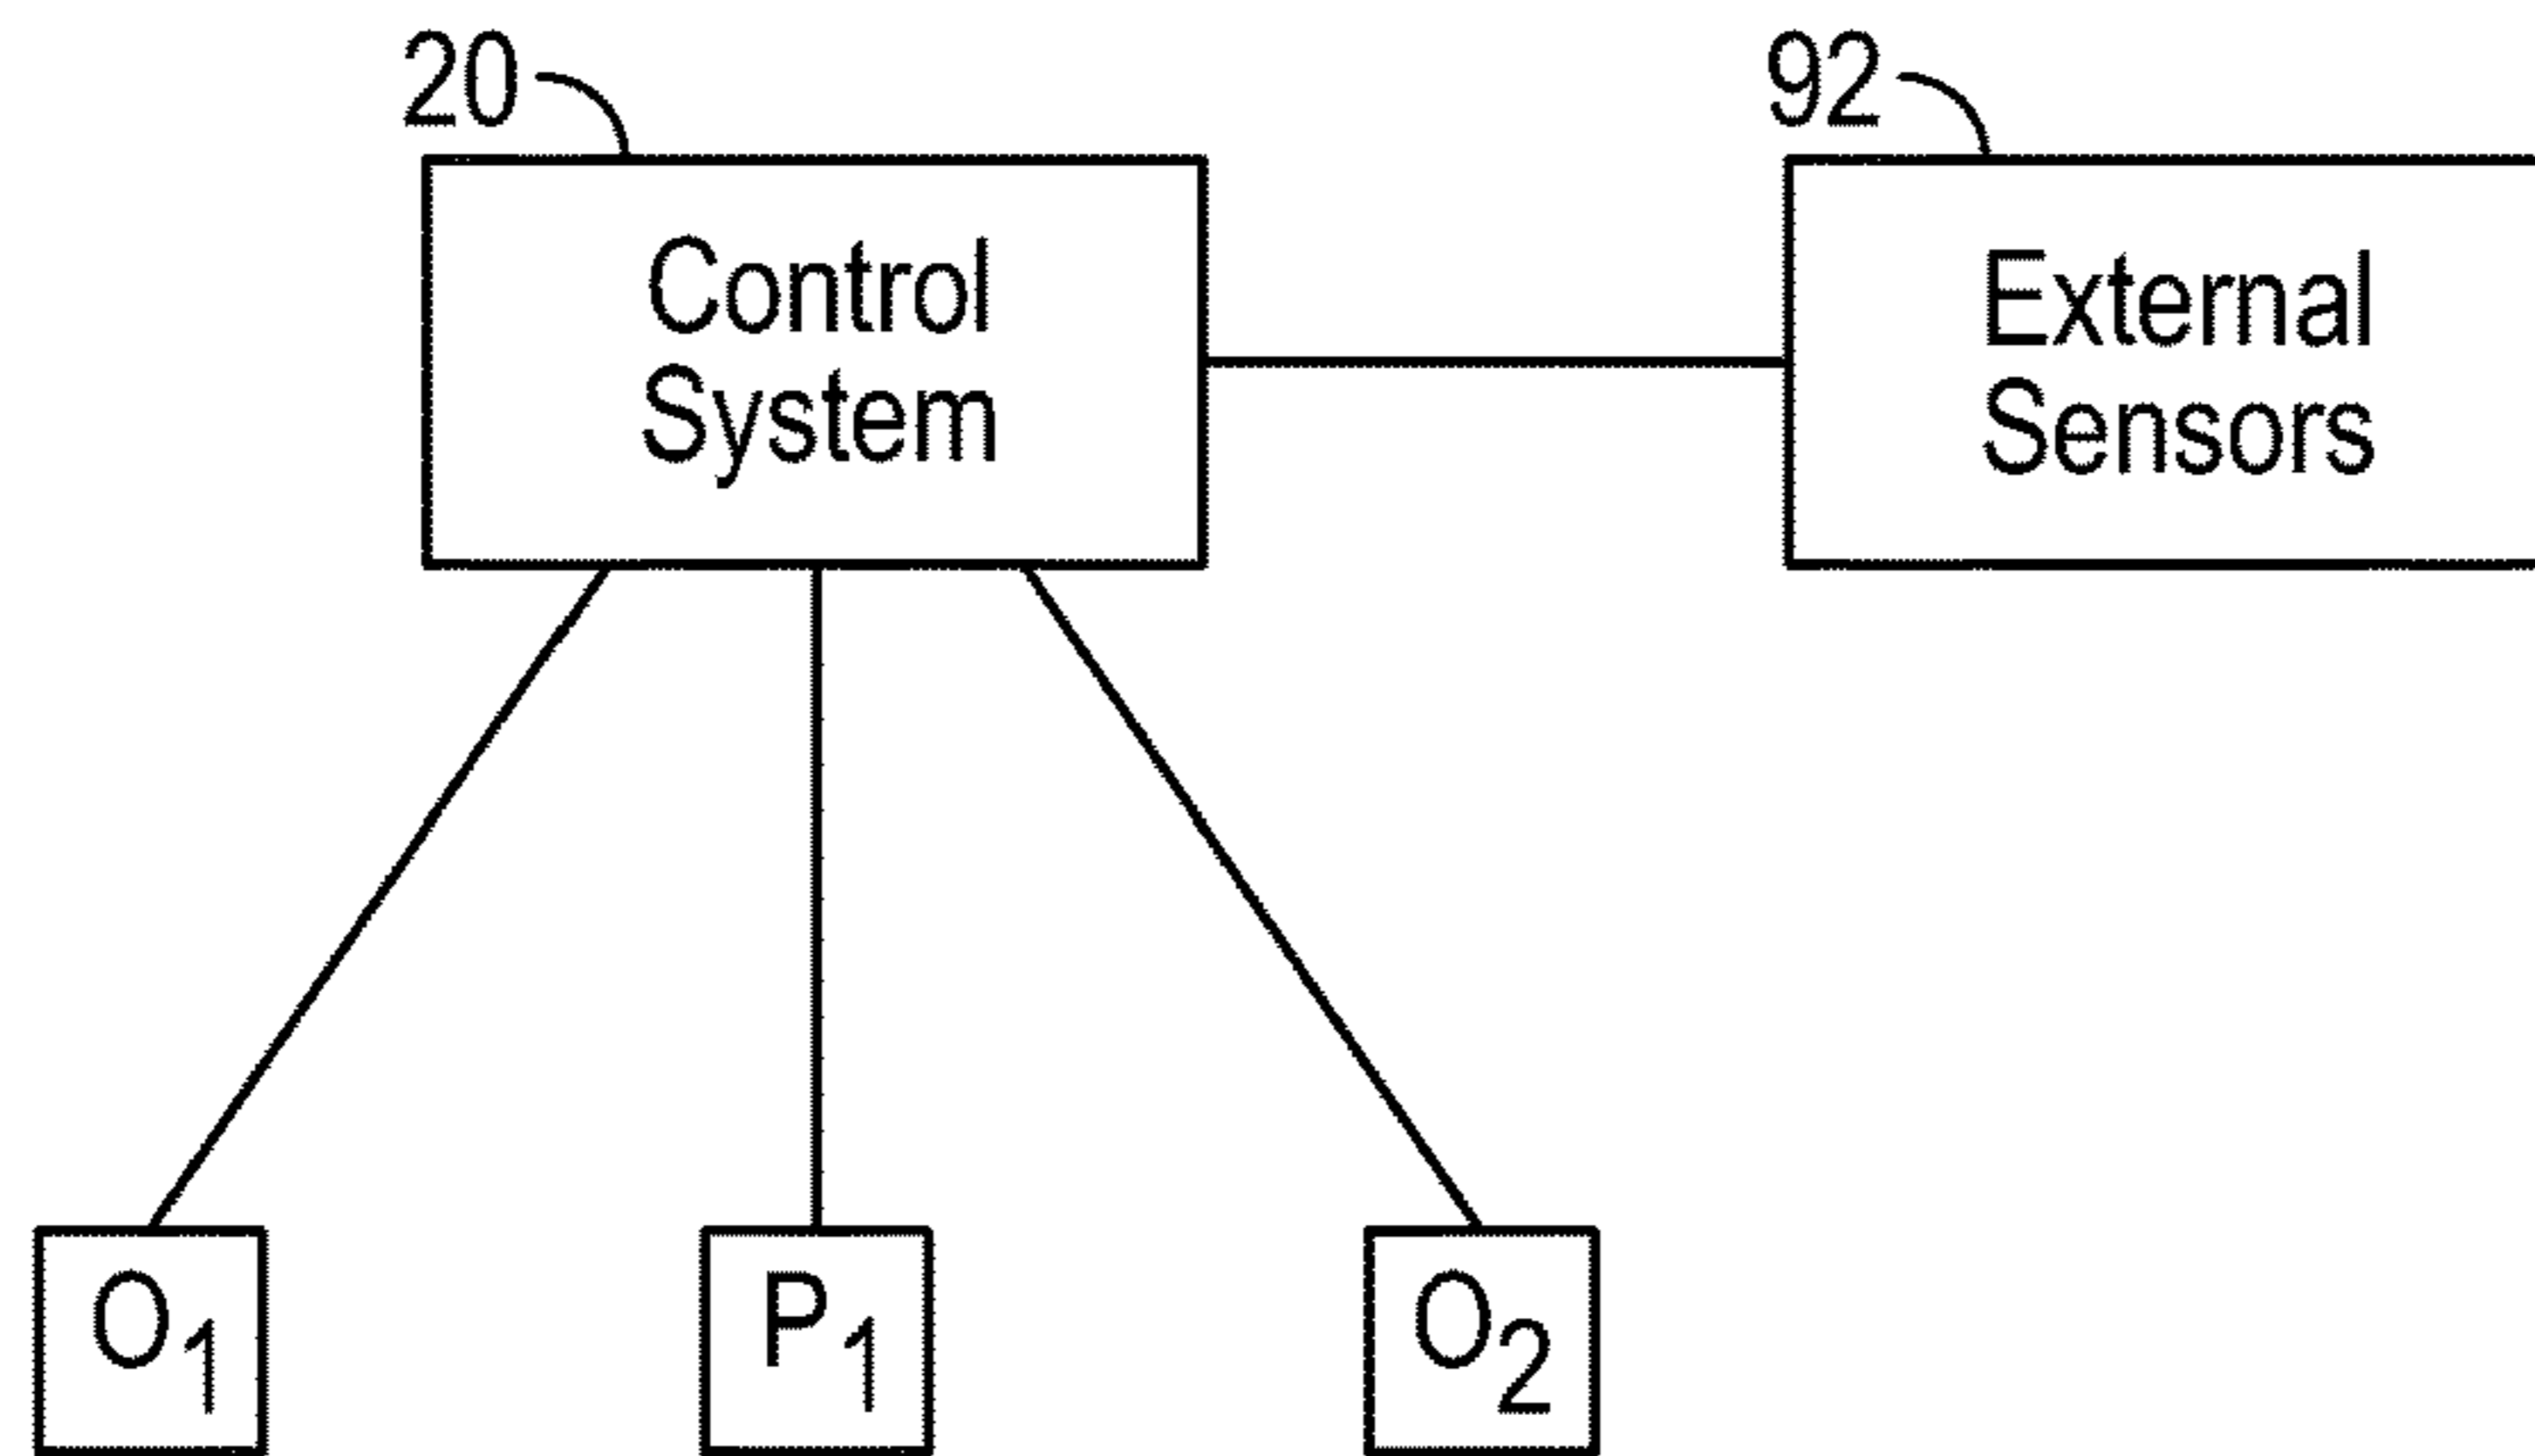 20
92
Control
System
External
Sensors
O1
P1
O2